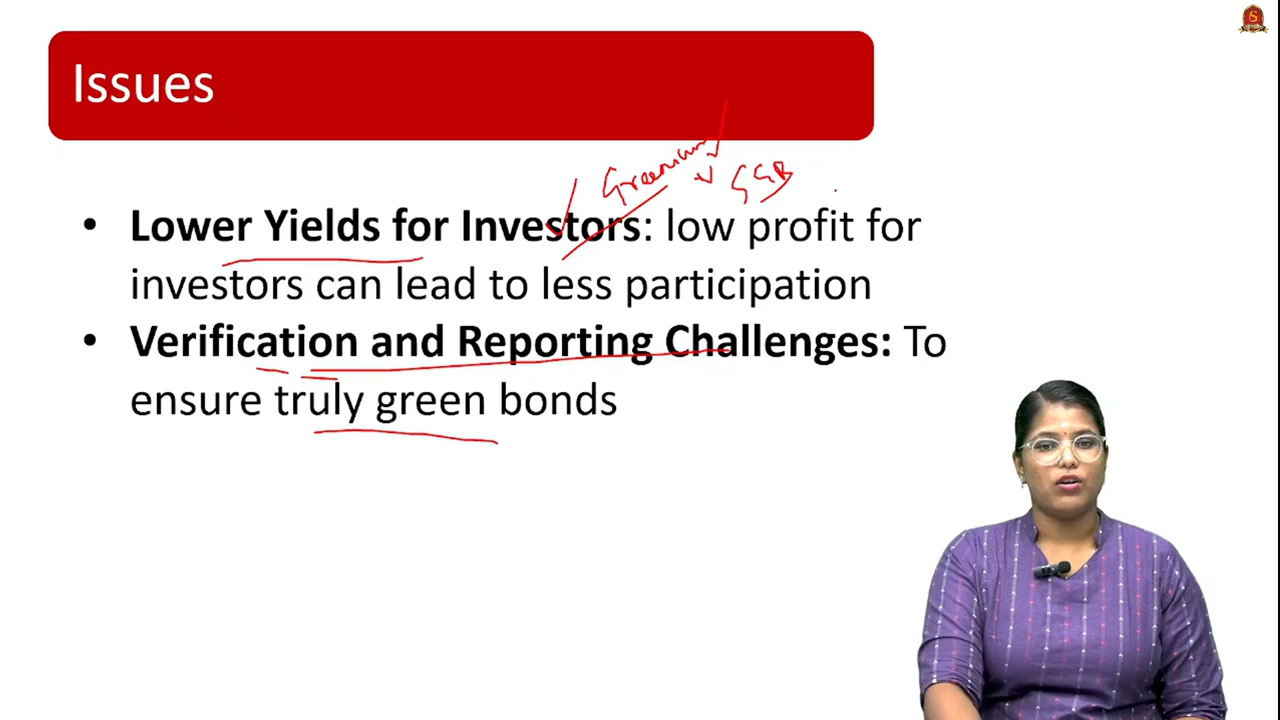 Issues
Greenium
SGB
• Lower Yields for Investors: low profit for
investors can lead to less participation
• Verification and Reporting Challenges: To
ensure truly green bonds